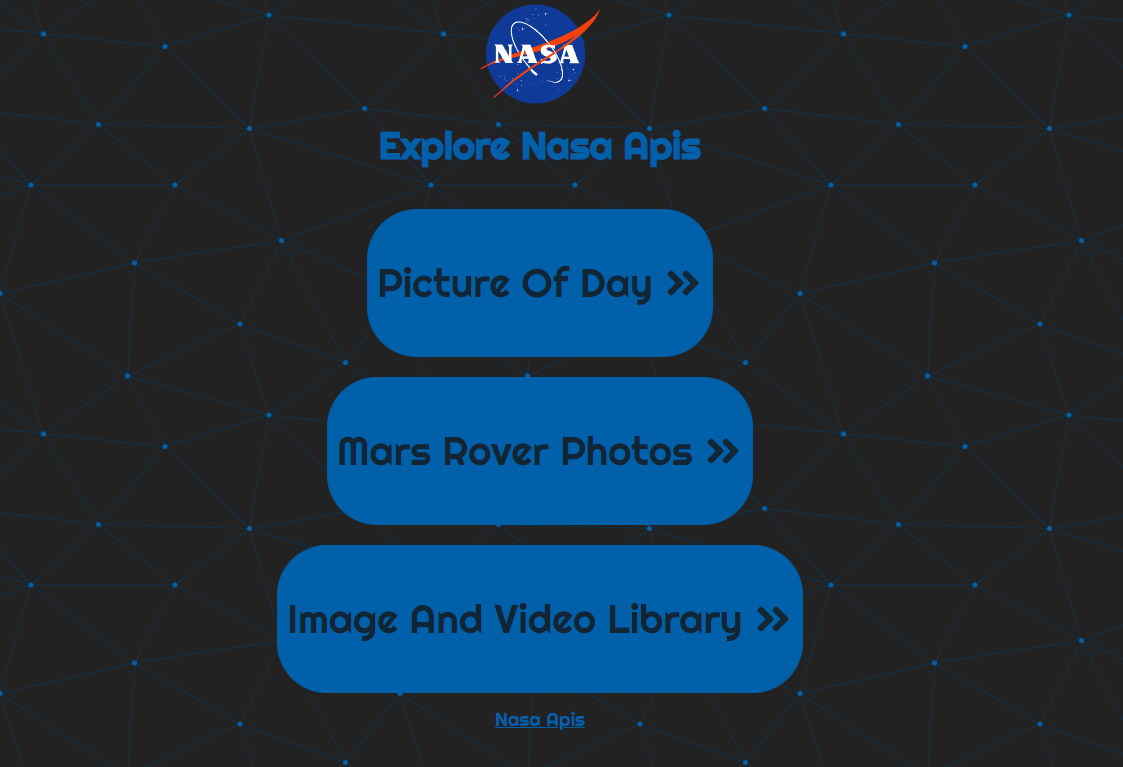 NASA
Explore Nasa Apis
Picture Of Day »
Mars Rover Photos »
Image And Video Library »
Nasa Apis